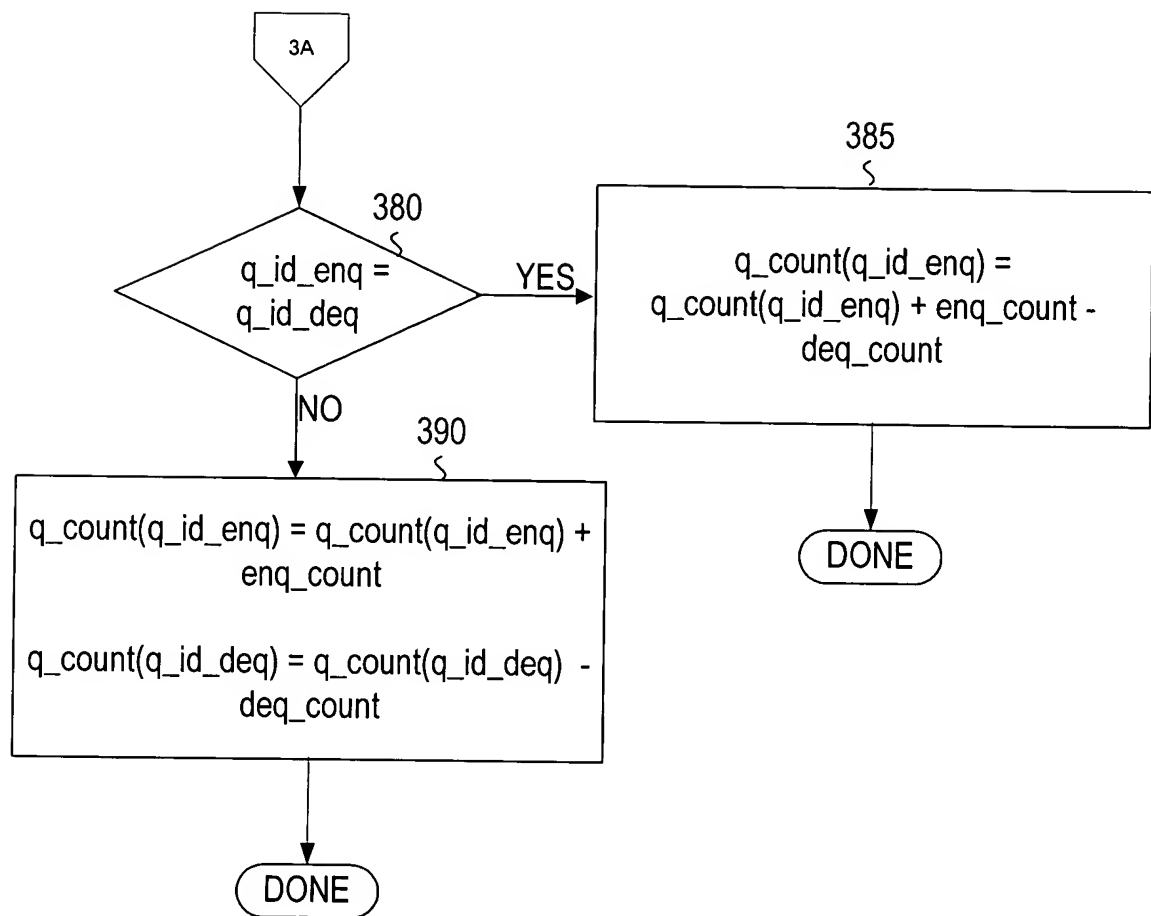 3A
380
q_id_enq =
q_id_deq
YES
385
q_count(q_id_enq) =
q_count(q_id_enq) + enq_count -
deq_count
DONE
NO
390
q_count(q_id_enq) = q_count(q_id_enq) +
enq_count
q_count(q_id_deq) = q_count(q_id_deq) -
deq_count
DONE